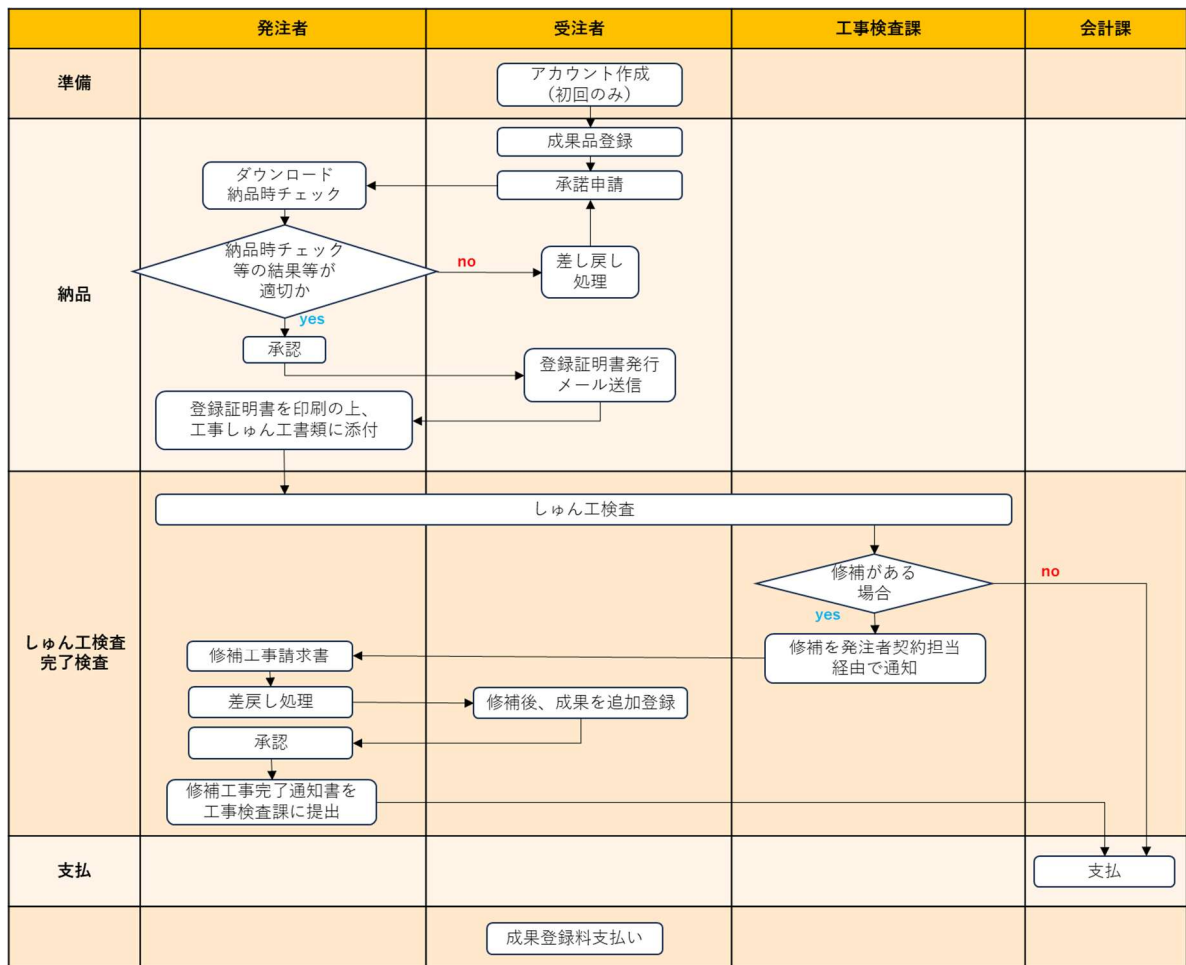 発注者
受注者
工事検査課
会計課
準備
アカウント作成
（初回のみ）
納品
成果品登録
承諾申請
ダウンロード
納品時チェック
納品時チェック
等の結果等が
適切か
no
差し戻し
処理
yes
承認
登録証明書発行
メール送信
登録証明書を印刷の上、
工事しゅん工書類に添付
しゅん工検査
完了検査
しゅん工検査
修補がある
場合
no
yes
修補を発注者契約担当
経由で通知
修補工事請求書
差戻し処理
修補後、成果を追加登録
承認
修補工事完了通知書を
工事検査課に提出
支払
支払
成果登録料支払い